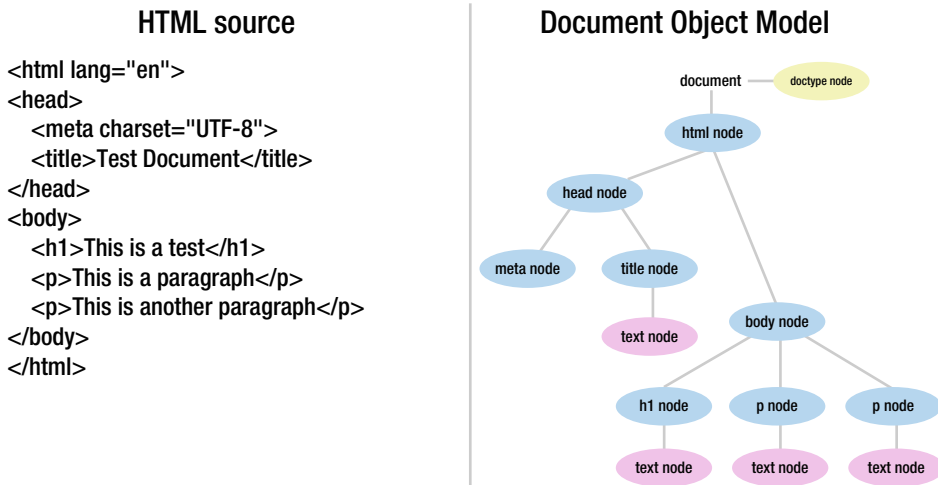 HTML source
<html lang="en">
<head>
<meta charset="UTF-8">
<title>Test Document</title>
</head>
<body>
<h1>This is a test</h1>
<p>This is a paragraph</p>
<p>This is another paragraph</p>
</body>
</html>
Document Object Model
document
doctype node
html node
head node
meta node
title node
text node
body node
h1 node
p node
p node
text node
text node
text node